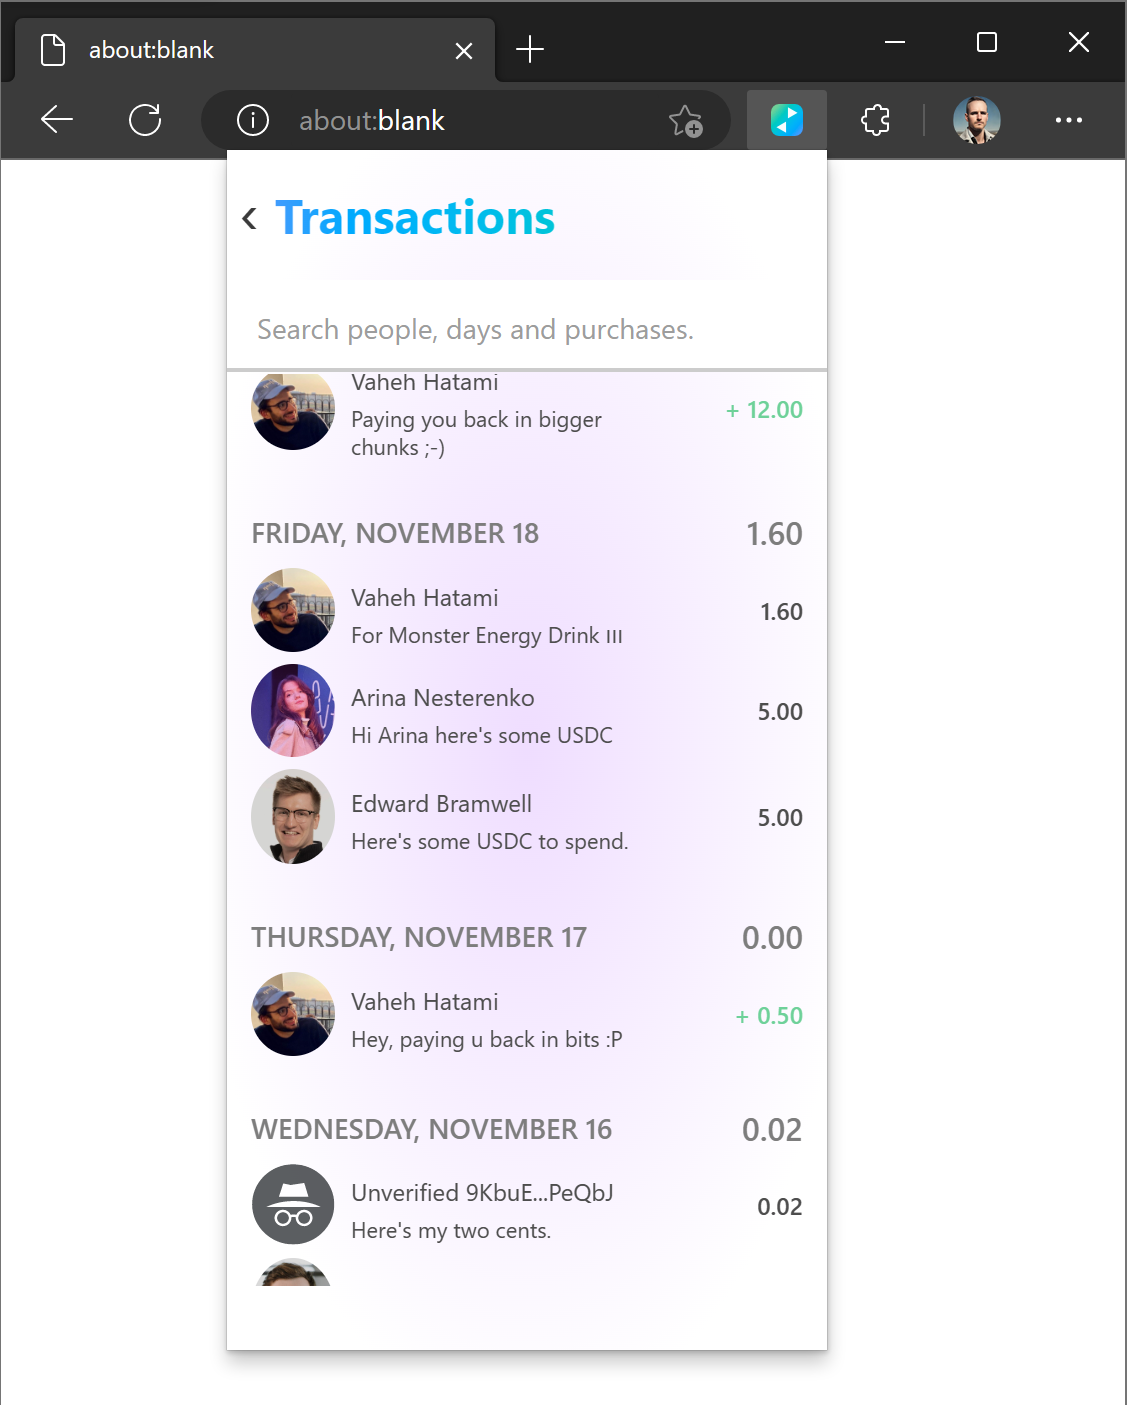 about:blank
about:blank
Transactions
Search people, days and purchases.
Vaheh Hatami
+ 12.00
Paying you back in bigger
chunks ;-)
FRIDAY, NOVEMBER 18
1.60
Vaheh Hatami
1.60
For Monster Energy Drink ııı
Arina Nesterenko
5.00
Hi Arina here's some USDC
Edward Bramwell
5.00
Here's some USDC to spend.
THURSDAY, NOVEMBER 17
0.00
Vaheh Hatami
+ 0.50
Hey, paying u back in bits :P
WEDNESDAY, NOVEMBER 16
0.02
Unverified 9KbuE...PeQbJ
0.02
Here's my two cents.